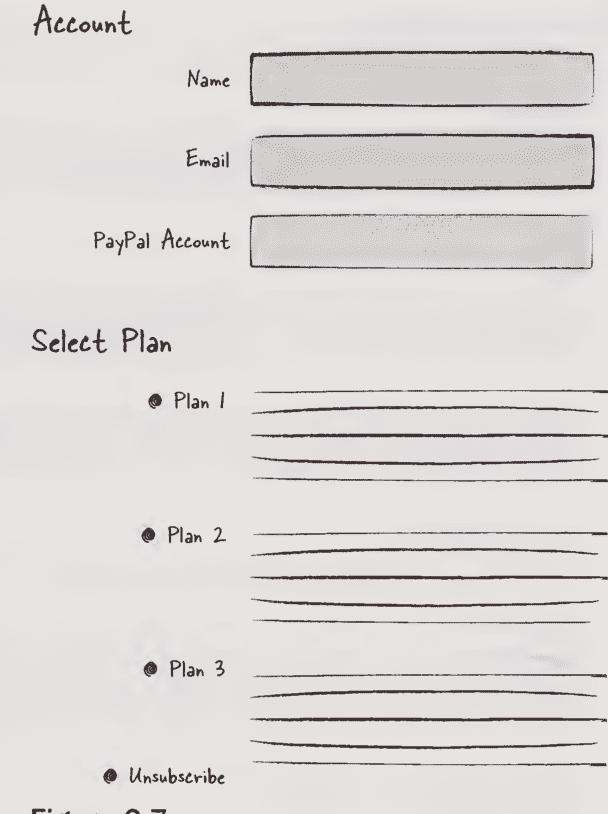 Account
Name
Email
PayPal Account
Select Plan
Plan 1
Plan 2
Plan 3
Unsubscribe